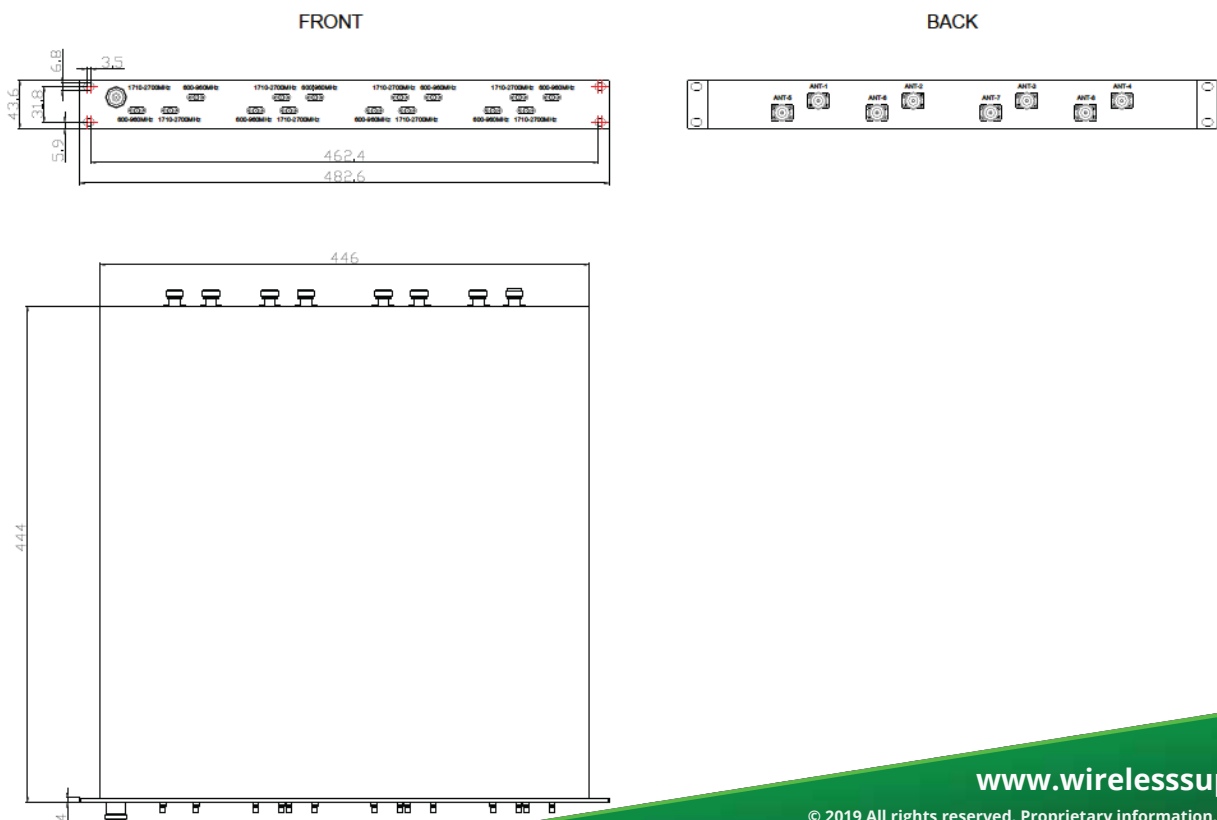 FRONT
BACK
6.8
3.5
43.6
31.8
5.9
1710-2700MHz 600-960MHz 1710-2700MHz 600-960MHz 1710-2700MHz 600-960MHz 1710-2700MHz 600-960MHz
600-960MHz 1710-2700MHz 600-960MHz 1710-2700MHz 600-960MHz 1710-2700MHz 600-960MHz 1710-2700MHz
462.4
482.6
ANT-1 ANT-2 ANT-3 ANT-4
ANT-5 ANT-6 ANT-7 ANT-8
446
444
4
www.wirelesssup
© 2019 All rights reserved. Proprietary information